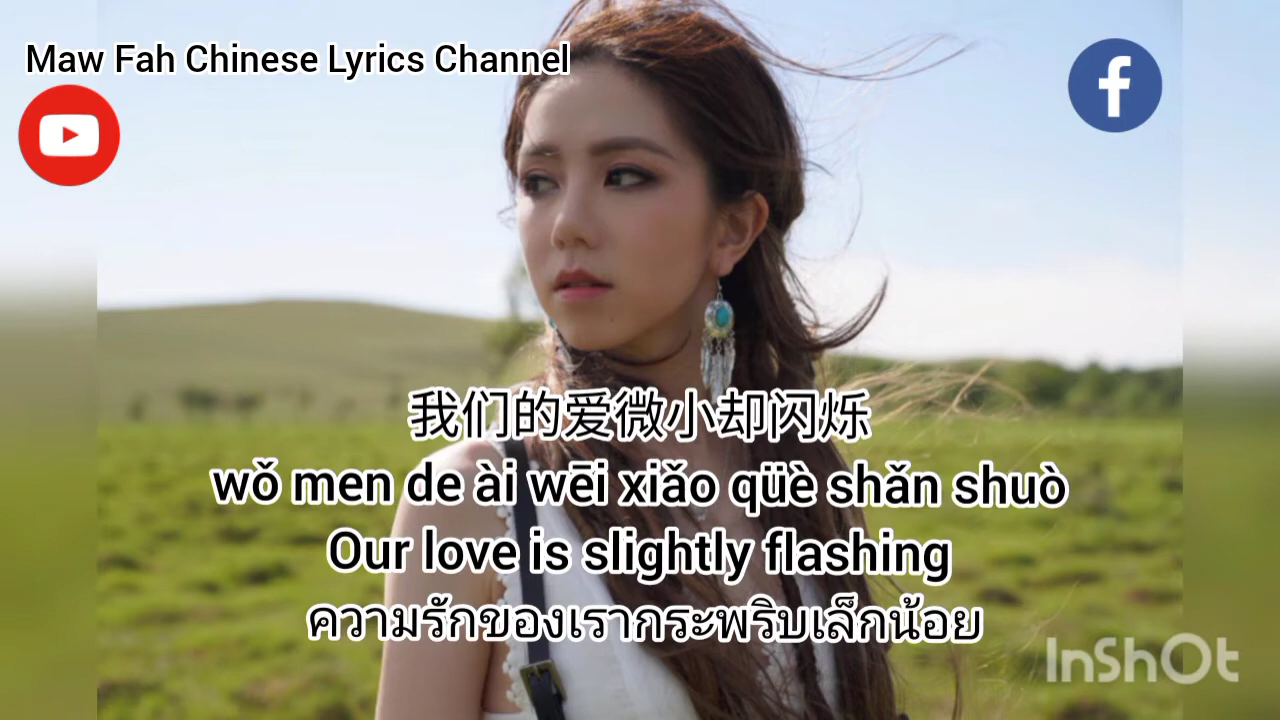 Maw Fah Chinese Lyrics Channel
我们的爱微小却闪烁
wǒ men de ài wēi xiǎo qüè shǎn shuò
Our love is slightly flashing
ความรักของเรากระพริบเล็กน้อย
InShOt